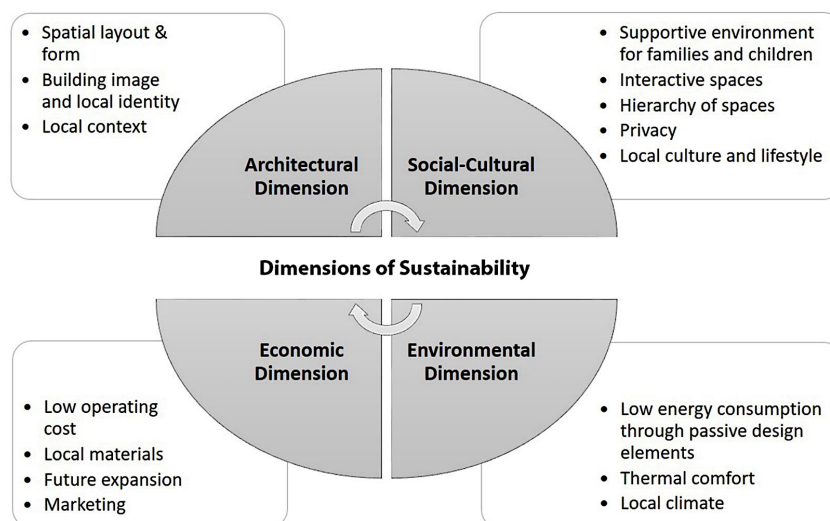 • Spatial layout &
form
• Building image
and local identity
• Local context
• Supportive environment
for families and children
• Interactive spaces
• Hierarchy of spaces
• Privacy
• Local culture and lifestyle
Architectural
Dimension
Social-Cultural
Dimension
Dimensions of Sustainability
Economic
Dimension
Environmental
Dimension
• Low operating
cost
• Local materials
• Future expansion
• Marketing
• Low energy consumption
through passive design
elements
• Thermal comfort
• Local climate